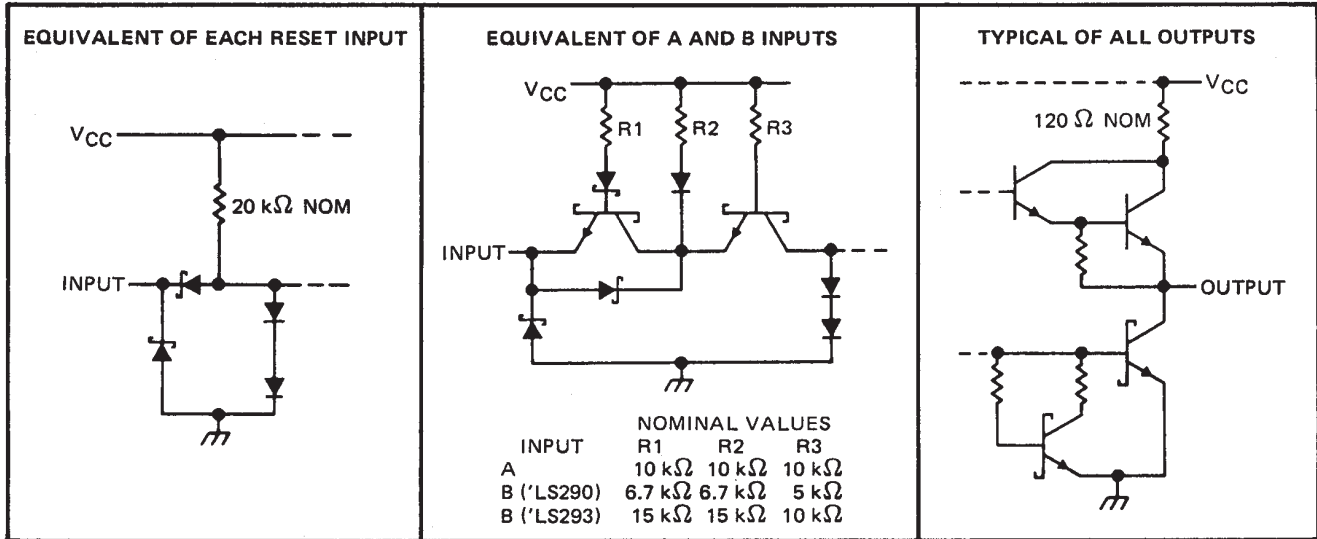 EQUIVALENT OF EACH RESET INPUT
VCC
20 kΩ NOM
INPUT
EQUIVALENT OF A AND B INPUTS
VCC
R1
R2
R3
INPUT
NOMINAL VALUES
INPUT R1 R2 R3
A 10 kΩ 10 kΩ 10 kΩ
B ('LS290) 6.7 kΩ 6.7 kΩ 5 kΩ
B ('LS293) 15 kΩ 15 kΩ 10 kΩ
TYPICAL OF ALL OUTPUTS
VCC
120 Ω NOM
OUTPUT